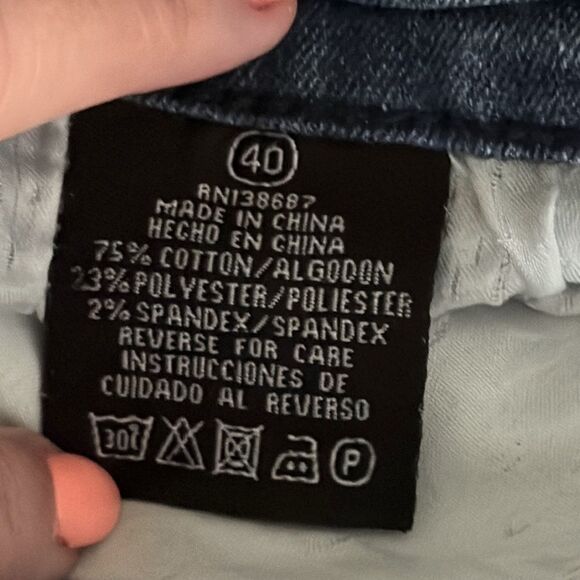 40
RN138687
MADE IN CHINA
HECHO EN CHINA
75% COTTON/ALGODON
23% POLYESTER/POLIESTER
2% SPANDEX/SPANDEX
REVERSE FOR CARE
INSTRUCCIONES DE
CUIDADO AL REVERSO
30° P